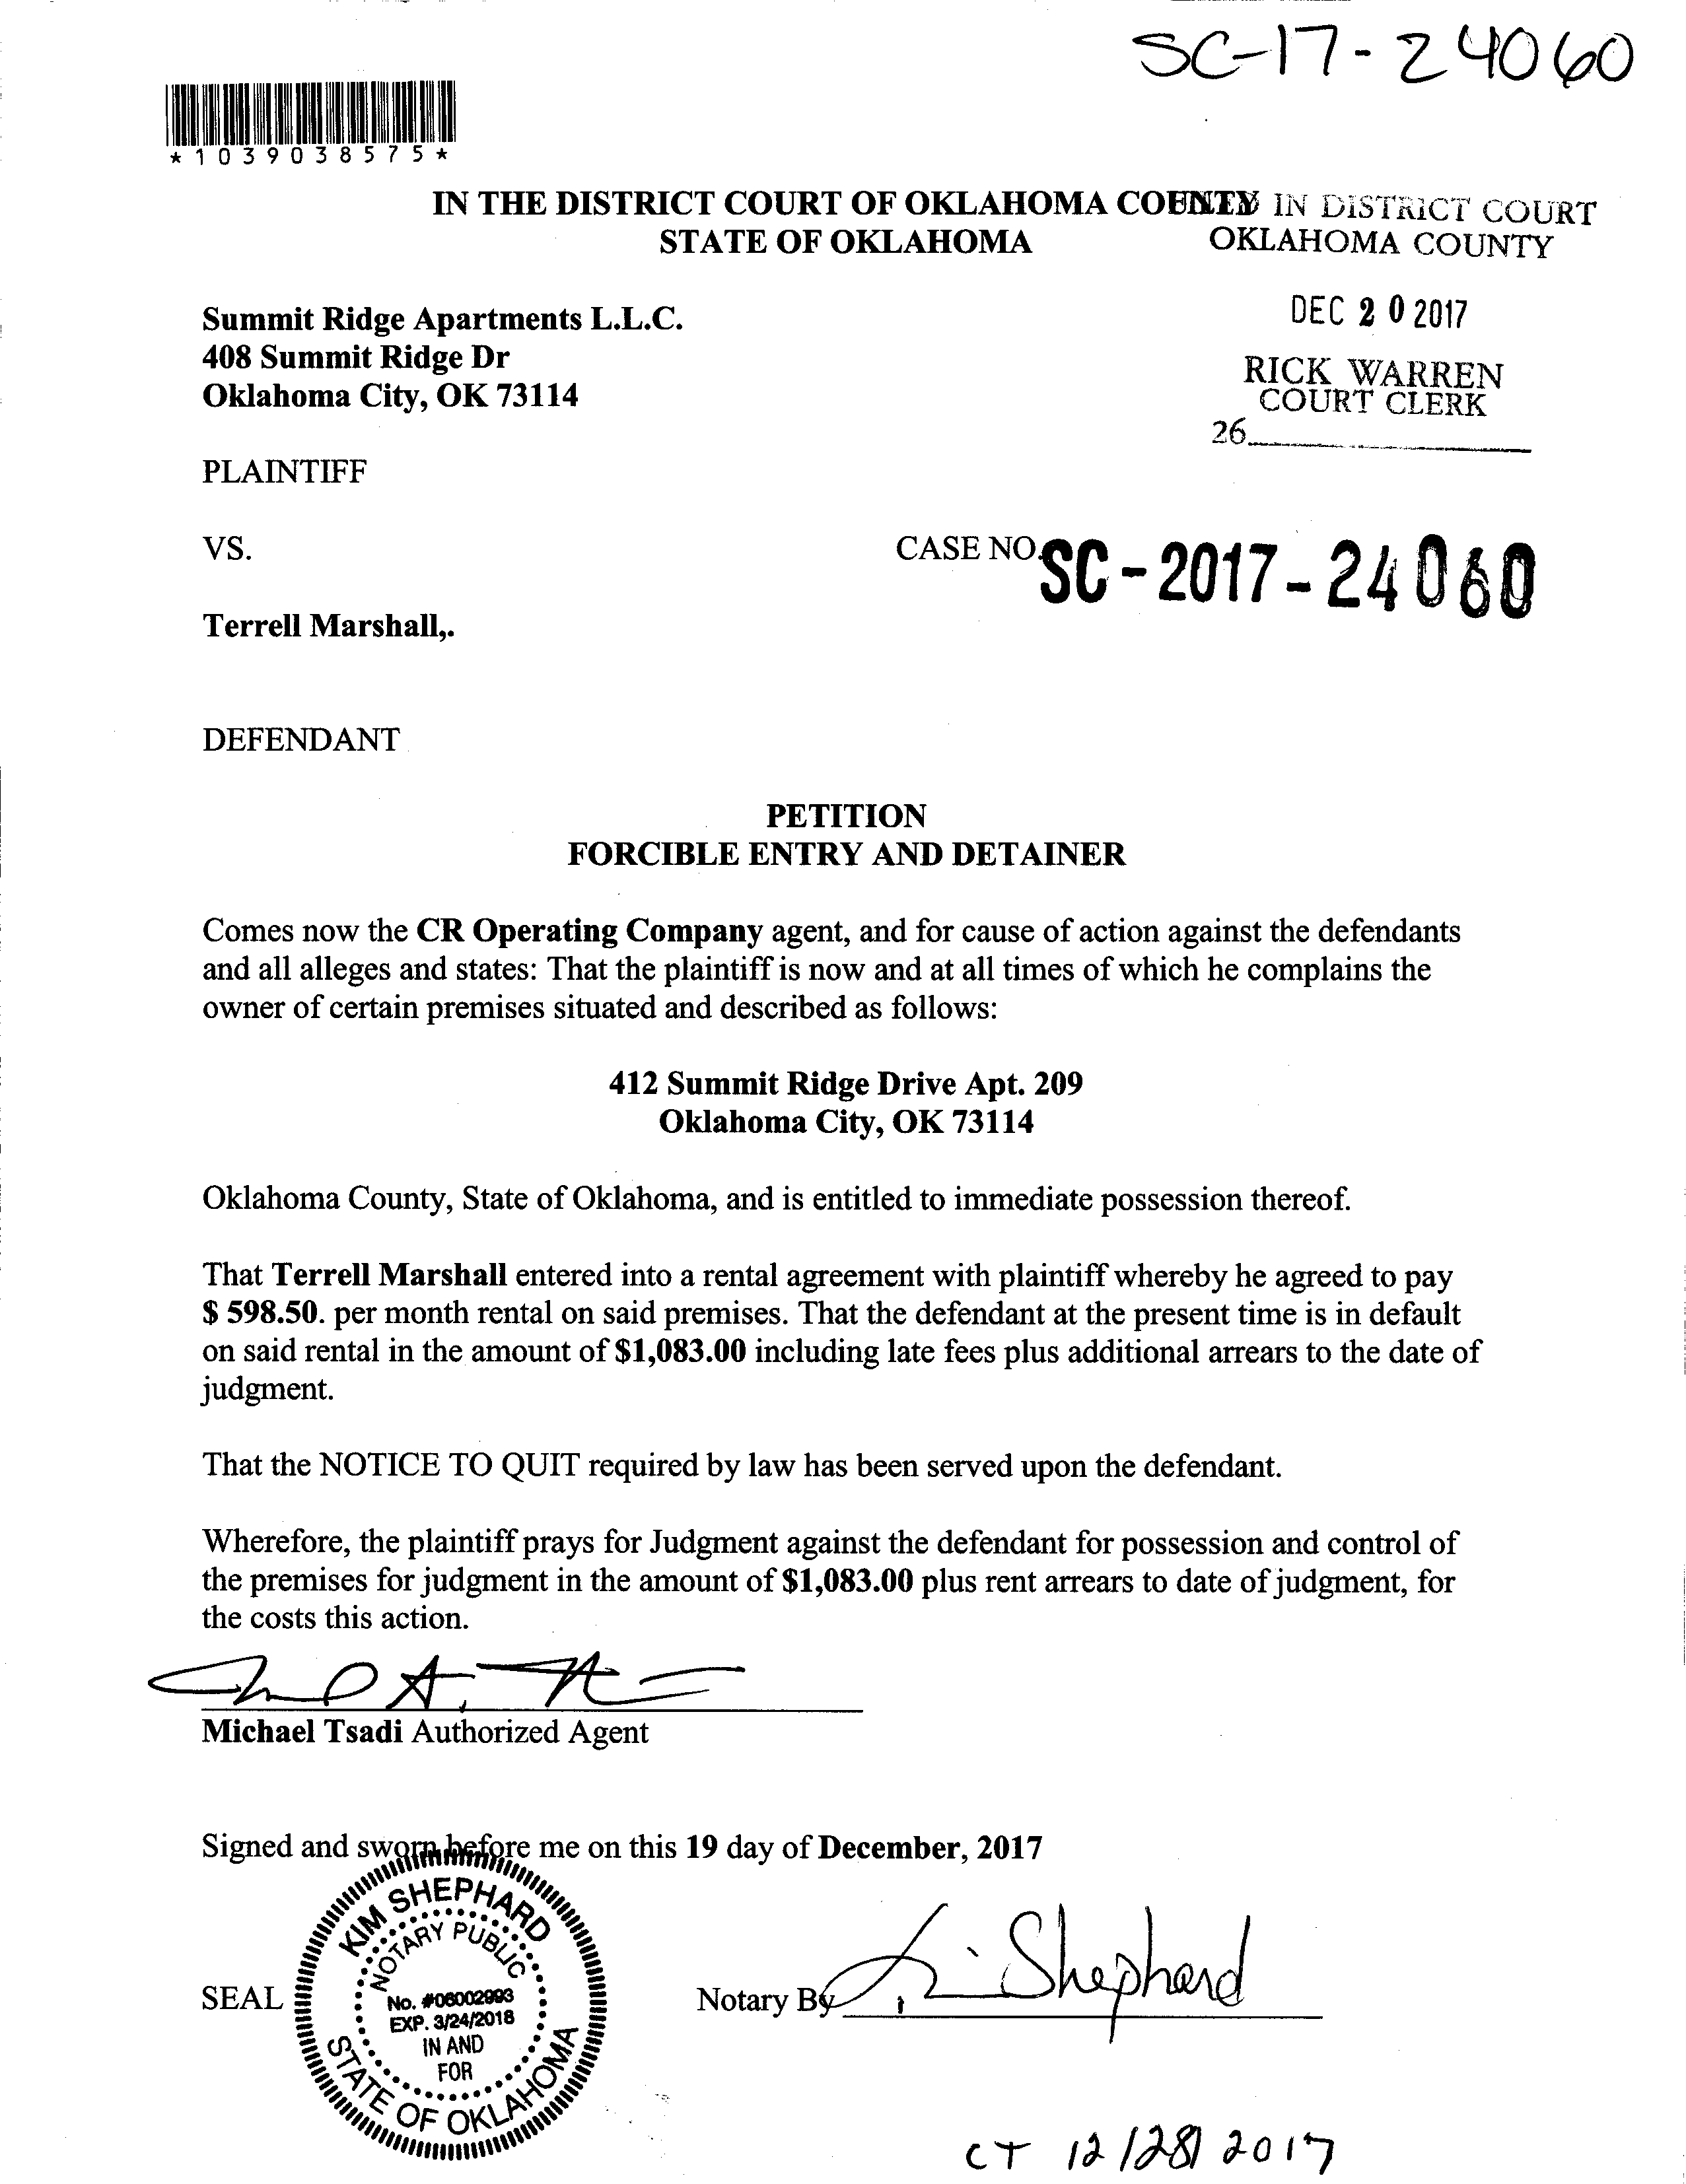 SC-17-24060
*1039038575*
IN THE DISTRICT COURT OF OKLAHOMA COUNTY
STATE OF OKLAHOMA
IN DISTRICT COURT
OKLAHOMA COUNTY
DEC 20 2017
RICK WARREN
COURT CLERK
26
Summit Ridge Apartments L.L.C.
408 Summit Ridge Dr
Oklahoma City, OK 73114
PLAINTIFF
VS.
CASE NO. SC-2017-24060
Terrell Marshall,.
DEFENDANT
PETITION
FORCIBLE ENTRY AND DETAINER
Comes now the CR Operating Company agent, and for cause of action against the defendants
and all alleges and states: That the plaintiff is now and at all times of which he complains the
owner of certain premises situated and described as follows:
412 Summit Ridge Drive Apt. 209
Oklahoma City, OK 73114
Oklahoma County, State of Oklahoma, and is entitled to immediate possession thereof.
That Terrell Marshall entered into a rental agreement with plaintiff whereby he agreed to pay
$ 598.50. per month rental on said premises. That the defendant at the present time is in default
on said rental in the amount of $1,083.00 including late fees plus additional arrears to the date of
judgment.
That the NOTICE TO QUIT required by law has been served upon the defendant.
Wherefore, the plaintiff prays for Judgment against the defendant for possession and control of
the premises for judgment in the amount of $1,083.00 plus rent arrears to date of judgment, for
the costs this action.
Michael Tsadi Authorized Agent
Signed and sworn before me on this 19 day of December, 2017
SEAL
KIM SHEPHARD
NOTARY PUBLIC
No. #06002993
EXP. 3/24/2018
IN AND
FOR
STATE OF OKLAHOMA
Notary By Shephard
CT 12/28/2017